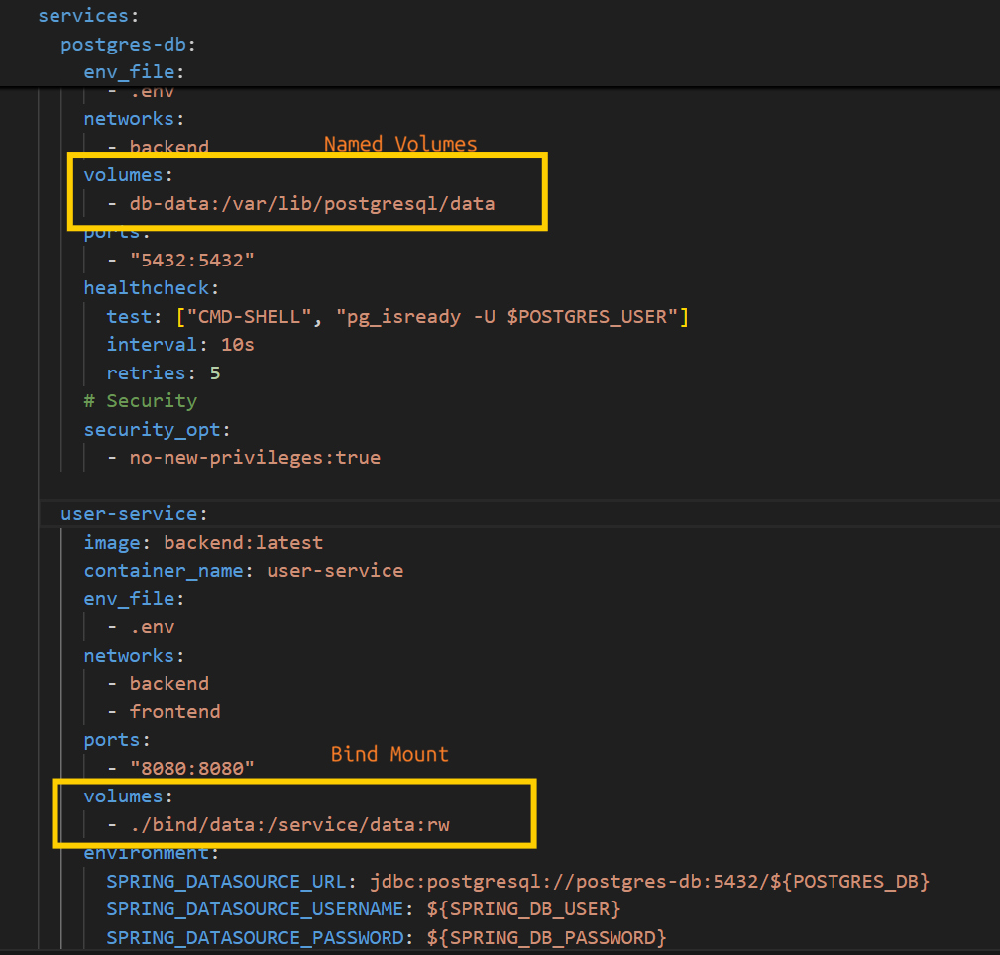 services:
  postgres-db:
    env_file:
      - .env
    networks:
      - backend
Named Volumes
    volumes:
      - db-data:/var/lib/postgresql/data
    ports:
      - "5432:5432"
    healthcheck:
      test: ["CMD-SHELL", "pg_isready -U $POSTGRES_USER"]
      interval: 10s
      retries: 5
    # Security
    security_opt:
      - no-new-privileges:true
  user-service:
    image: backend:latest
    container_name: user-service
    env_file:
      - .env
    networks:
      - backend
      - frontend
    ports:
Bind Mount
      - "8080:8080"
    volumes:
      - ./bind/data:/service/data:rw
    environment:
      SPRING_DATASOURCE_URL: jdbc:postgresql://postgres-db:5432/${POSTGRES_DB}
      SPRING_DATASOURCE_USERNAME: ${SPRING_DB_USER}
      SPRING_DATASOURCE_PASSWORD: ${SPRING_DB_PASSWORD}